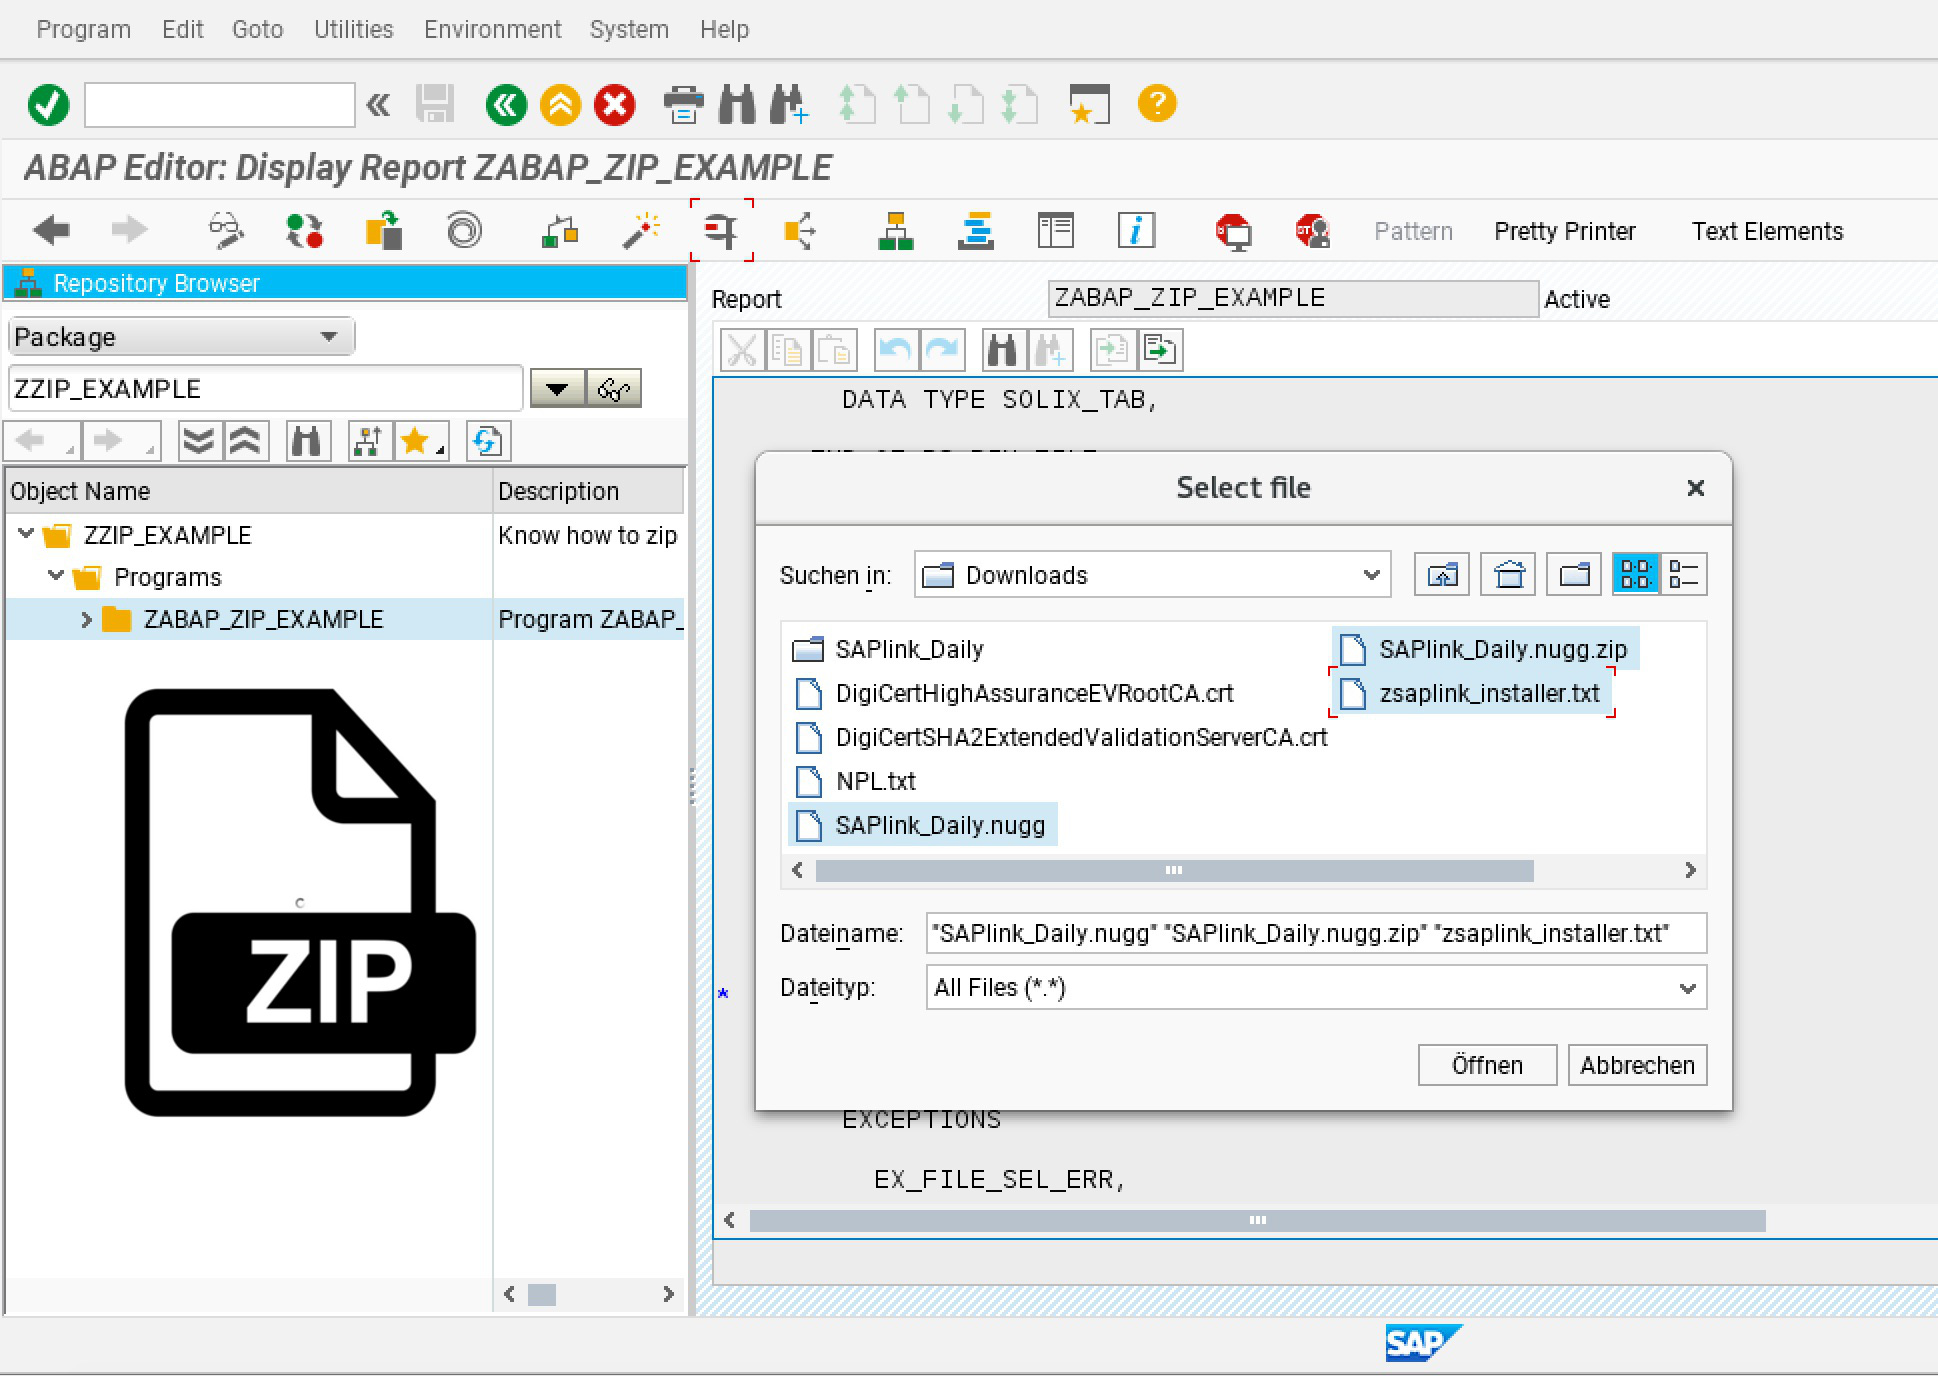 Program Edit Goto Utilities Environment System Help
ABAP Editor: Display Report ZABAP_ZIP_EXAMPLE
Pattern Pretty Printer Text Elements
Repository Browser
Package
ZZIP_EXAMPLE
Object Name Description
ZZIP_EXAMPLE Know how to zip
Programs
ZABAP_ZIP_EXAMPLE Program ZABAP_
ZIP
Report ZABAP_ZIP_EXAMPLE Active
DATA TYPE SOLIX_TAB,
Select file
Suchen in: Downloads
SAPlink_Daily
DigiCertHighAssuranceEVRootCA.crt
DigiCertSHA2ExtendedValidationServerCA.crt
NPL.txt
SAPlink_Daily.nugg
SAPlink_Daily.nugg.zip
zsaplink_installer.txt
Dateiname: "SAPlink_Daily.nugg" "SAPlink_Daily.nugg.zip" "zsaplink_installer.txt"
Dateityp: All Files (*.*)
Öffnen Abbrechen
*
EXCEPTIONS
EX_FILE_SEL_ERR,
SAP